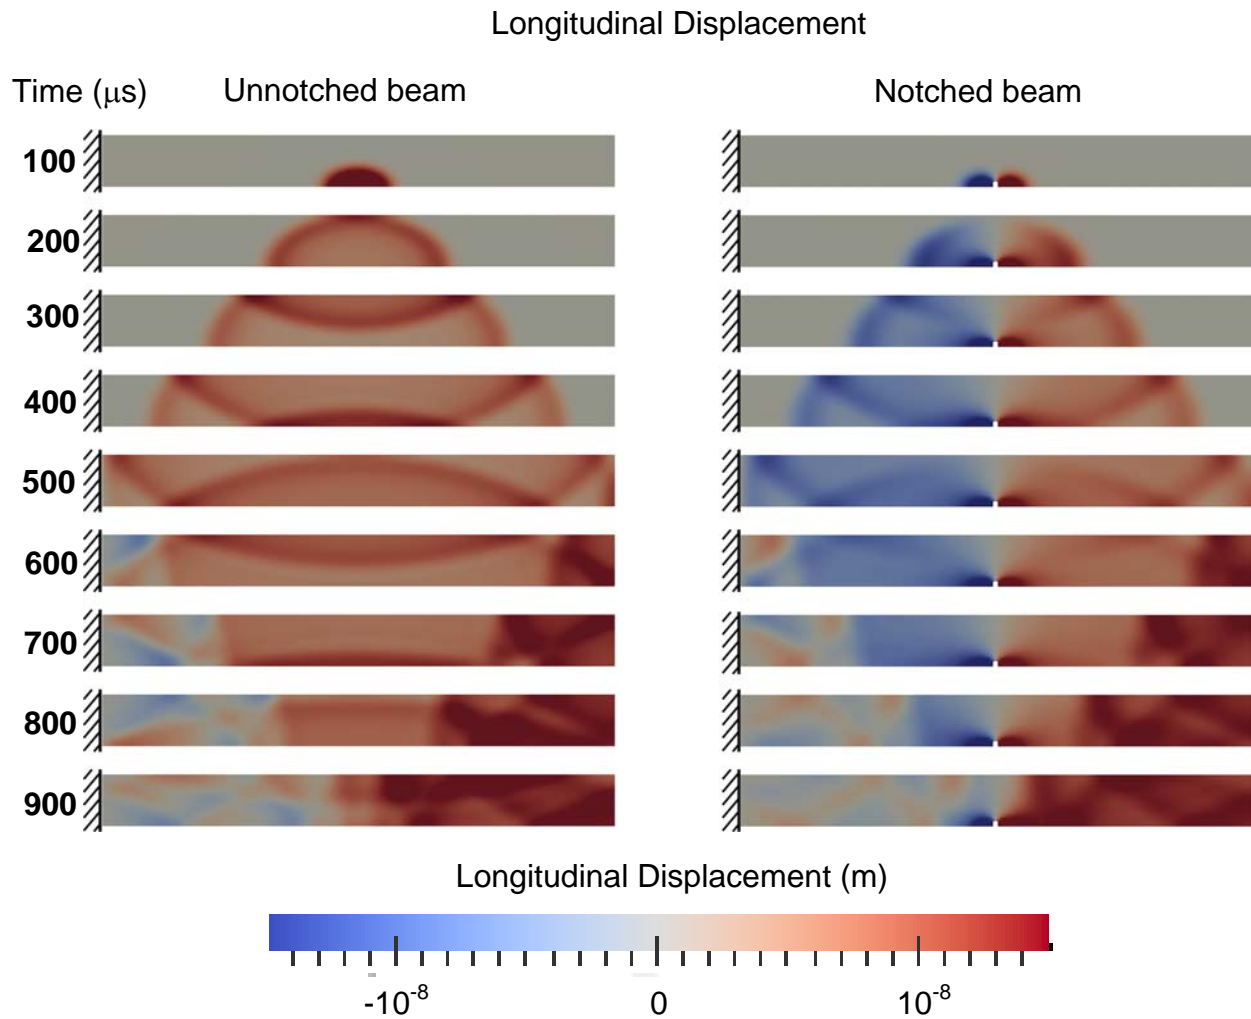 Longitudinal Displacement
Time (μs) Unnotched beam Notched beam
100
200
300
400
500
600
700
800
900
Longitudinal Displacement (m)
-10⁻⁸ 0 10⁻⁸